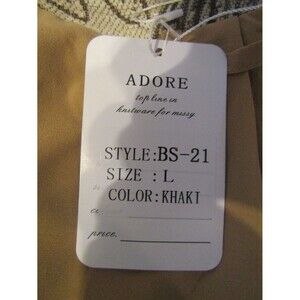 ADORE
top line in
knitware for missy
STYLE:BS-21
SIZE :L
COLOR:KHAKI
price.